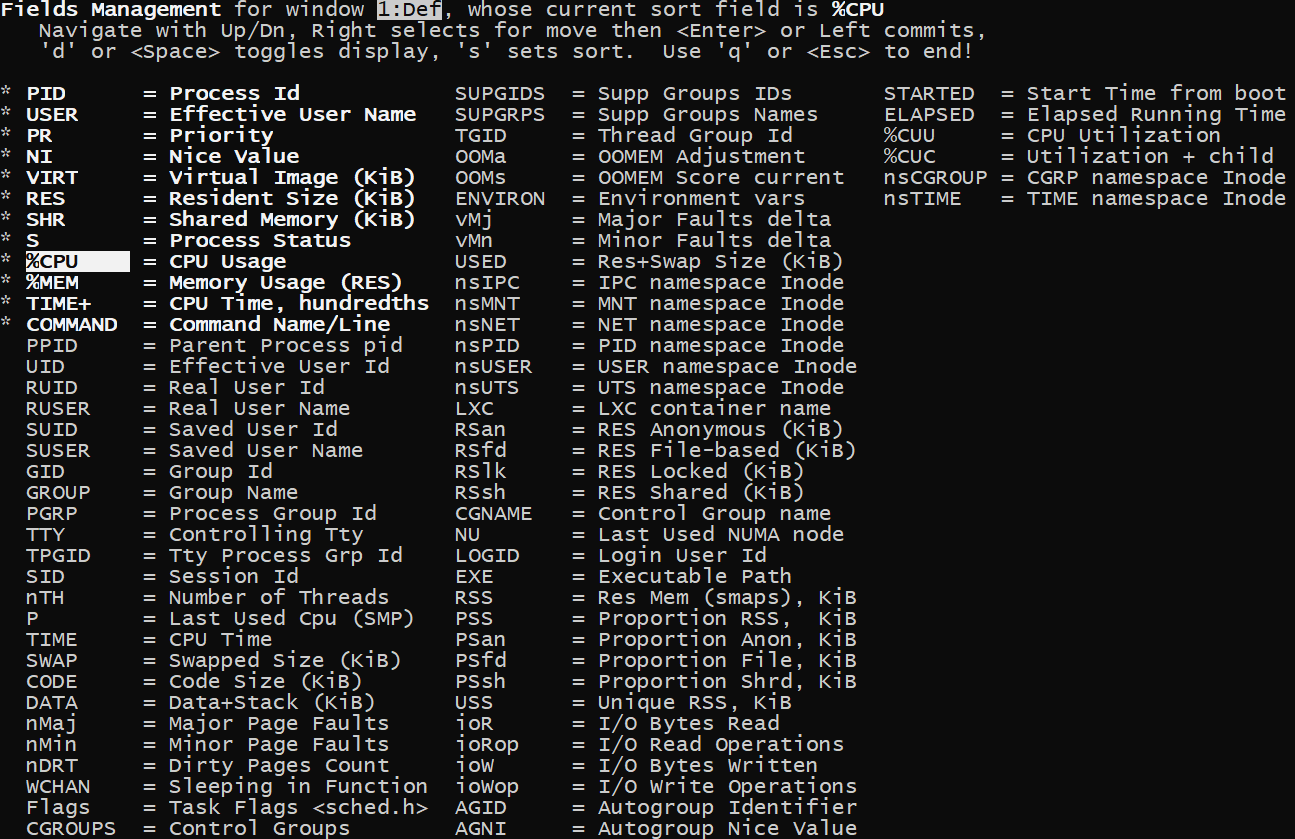 Fields Management for window 1:Def, whose current sort field is %CPU
   Navigate with Up/Dn, Right selects for move then <Enter> or Left commits,
   'd' or <Space> toggles display, 's' sets sort.  Use 'q' or <Esc> to end!

* PID      = Process Id             SUPGIDS  = Supp Groups IDs        STARTED  = Start Time from boot
* USER     = Effective User Name    SUPGRPS  = Supp Groups Names      ELAPSED  = Elapsed Running Time
* PR       = Priority               TGID     = Thread Group Id        %CUU     = CPU Utilization
* NI       = Nice Value             OOMa     = OOMEM Adjustment       %CUC     = Utilization + child
* VIRT     = Virtual Image (KiB)    OOMs     = OOMEM Score current    nsCGROUP = CGRP namespace Inode
* RES      = Resident Size (KiB)    ENVIRON  = Environment vars       nsTIME   = TIME namespace Inode
* SHR      = Shared Memory (KiB)    vMj      = Major Faults delta
* S        = Process Status         vMn      = Minor Faults delta
* %CPU     = CPU Usage              USED     = Res+Swap Size (KiB)
* %MEM     = Memory Usage (RES)     nsIPC    = IPC namespace Inode
* TIME+    = CPU Time, hundredths   nsMNT    = MNT namespace Inode
* COMMAND  = Command Name/Line      nsNET    = NET namespace Inode
  PPID     = Parent Process pid     nsPID    = PID namespace Inode
  UID      = Effective User Id      nsUSER   = USER namespace Inode
  RUID     = Real User Id           nsUTS    = UTS namespace Inode
  RUSER    = Real User Name         LXC      = LXC container name
  SUID     = Saved User Id          RSan     = RES Anonymous (KiB)
  SUSER    = Saved User Name        RSfd     = RES File-based (KiB)
  GID      = Group Id               RSlk     = RES Locked (KiB)
  GROUP    = Group Name             RSsh     = RES Shared (KiB)
  PGRP     = Process Group Id       CGNAME   = Control Group name
  TTY      = Controlling Tty        NU       = Last Used NUMA node
  TPGID    = Tty Process Grp Id     LOGID    = Login User Id
  SID      = Session Id             EXE      = Executable Path
  nTH      = Number of Threads      RSS      = Res Mem (smaps), KiB
  P        = Last Used Cpu (SMP)    PSS      = Proportion RSS,  KiB
  TIME     = CPU Time               PSan     = Proportion Anon, KiB
  SWAP     = Swapped Size (KiB)     PSfd     = Proportion File, KiB
  CODE     = Code Size (KiB)        PSsh     = Proportion Shrd, KiB
  DATA     = Data+Stack (KiB)       USS      = Unique RSS, KiB
  nMaj     = Major Page Faults      ioR      = I/O Bytes Read
  nMin     = Minor Page Faults      ioRop    = I/O Read Operations
  nDRT     = Dirty Pages Count      ioW      = I/O Bytes Written
  WCHAN    = Sleeping in Function   ioWop    = I/O Write Operations
  Flags    = Task Flags <sched.h>   AGID     = Autogroup Identifier
  CGROUPS  = Control Groups         AGNI     = Autogroup Nice Value